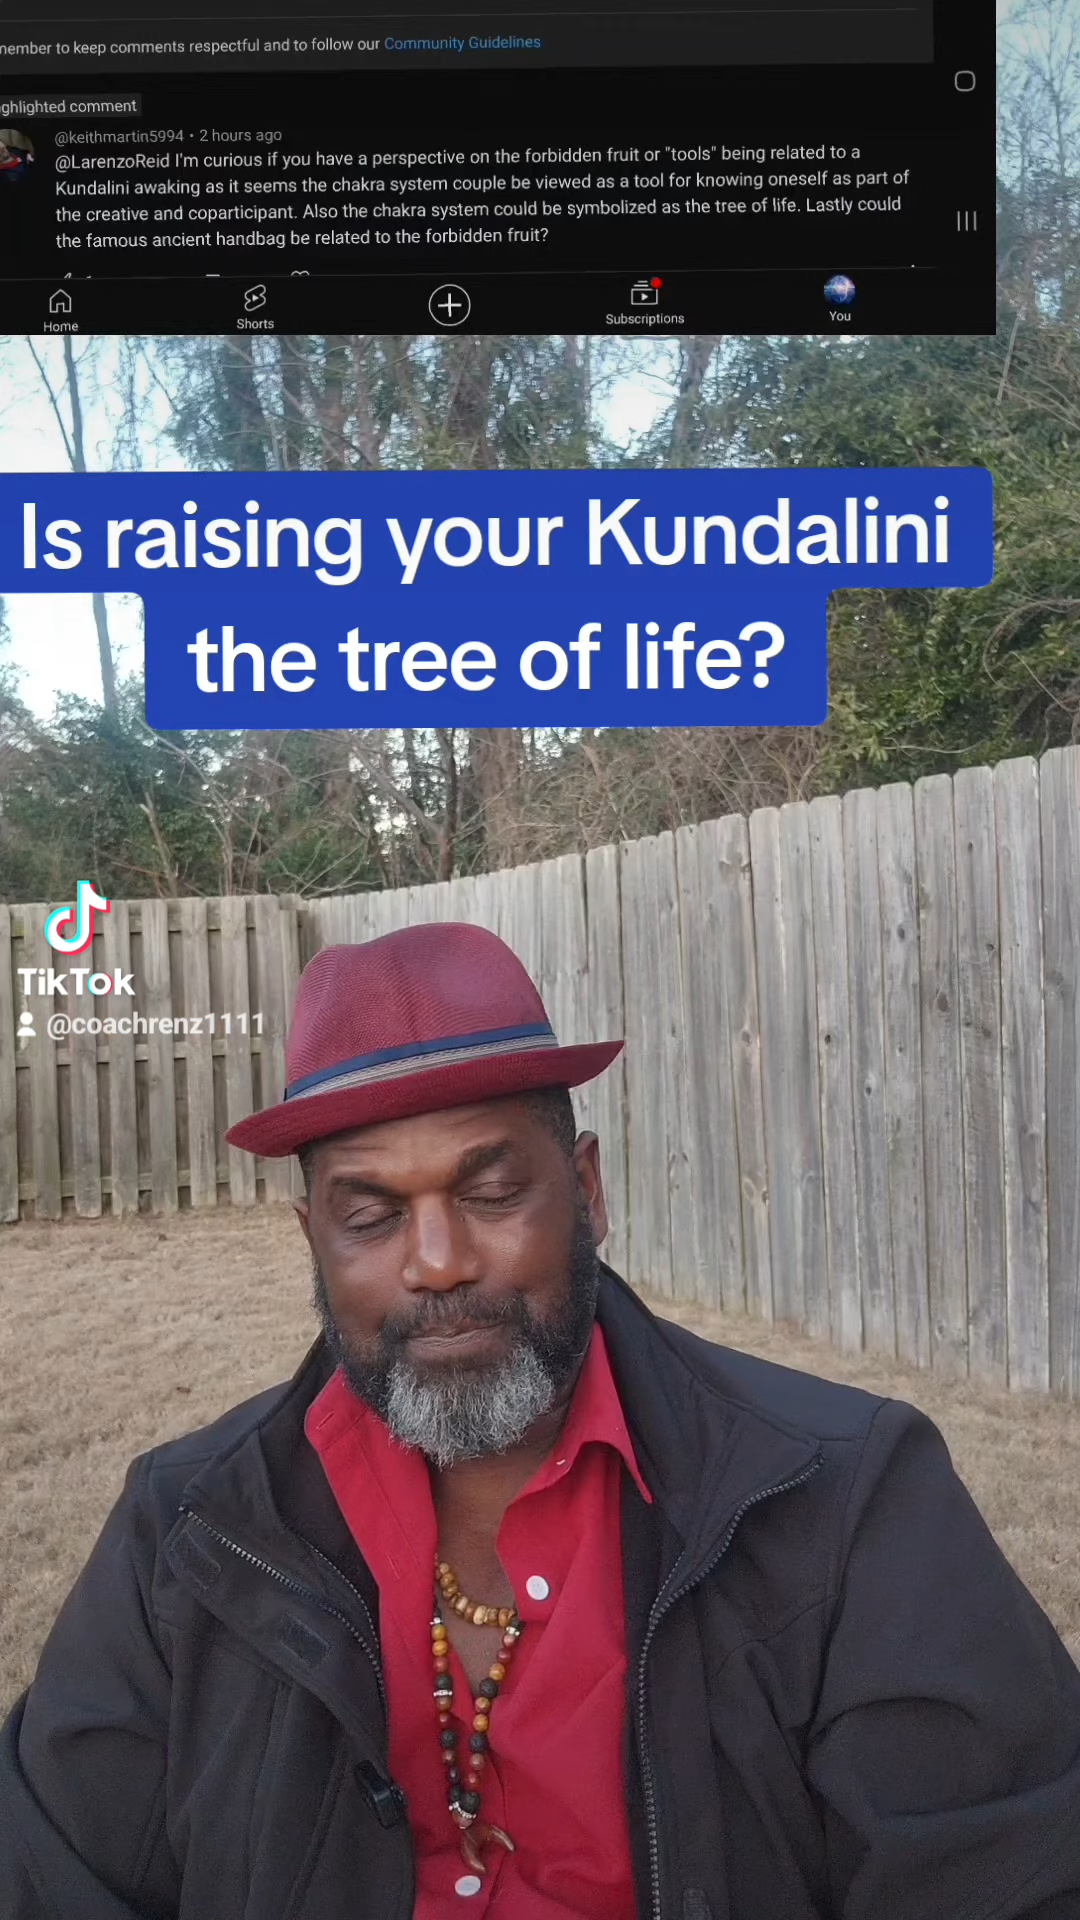 member to keep comments respectful and to follow our Community Guidelines
ghlighted comment
@keithmartin5994 • 2 hours ago
@LarenzoReid I'm curious if you have a perspective on the forbidden fruit or "tools" being related to a
Kundalini awaking as it seems the chakra system couple be viewed as a tool for knowing oneself as part of
the creative and coparticipant. Also the chakra system could be symbolized as the tree of life. Lastly could
the famous ancient handbag be related to the forbidden fruit?
Home Shorts Subscriptions You
Is raising your Kundalini
the tree of life?
TikTok
@coachrenz1111